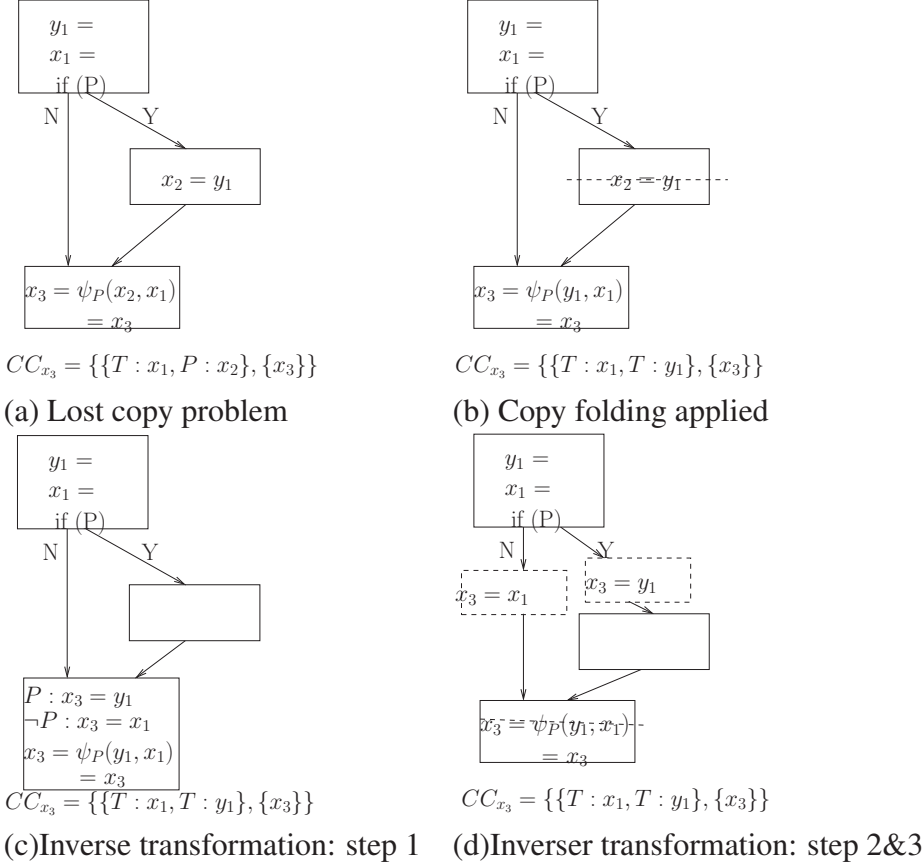 y₁ =
x₁ =
if (P)
N
Y
x₂ = y₁
x₃ = ψ_P(x₂, x₁)
= x₃
CC_{x₃} = {{T : x₁, P : x₂}, {x₃}}
(a) Lost copy problem
y₁ =
x₁ =
if (P)
N
Y
x₂ = y₁
x₃ = ψ_P(y₁, x₁)
= x₃
CC_{x₃} = {{T : x₁, T : y₁}, {x₃}}
(b) Copy folding applied
y₁ =
x₁ =
if (P)
N
Y
P : x₃ = y₁
¬P : x₃ = x₁
x₃ = ψ_P(y₁, x₁)
= x₃
CC_{x₃} = {{T : x₁, T : y₁}, {x₃}}
(c)Inverse transformation: step 1
y₁ =
x₁ =
if (P)
N
Y
x₃ = x₁
x₃ = y₁
x₃ = ψ_P(y₁, x₁)
= x₃
CC_{x₃} = {{T : x₁, T : y₁}, {x₃}}
(d)Inverser transformation: step 2&3